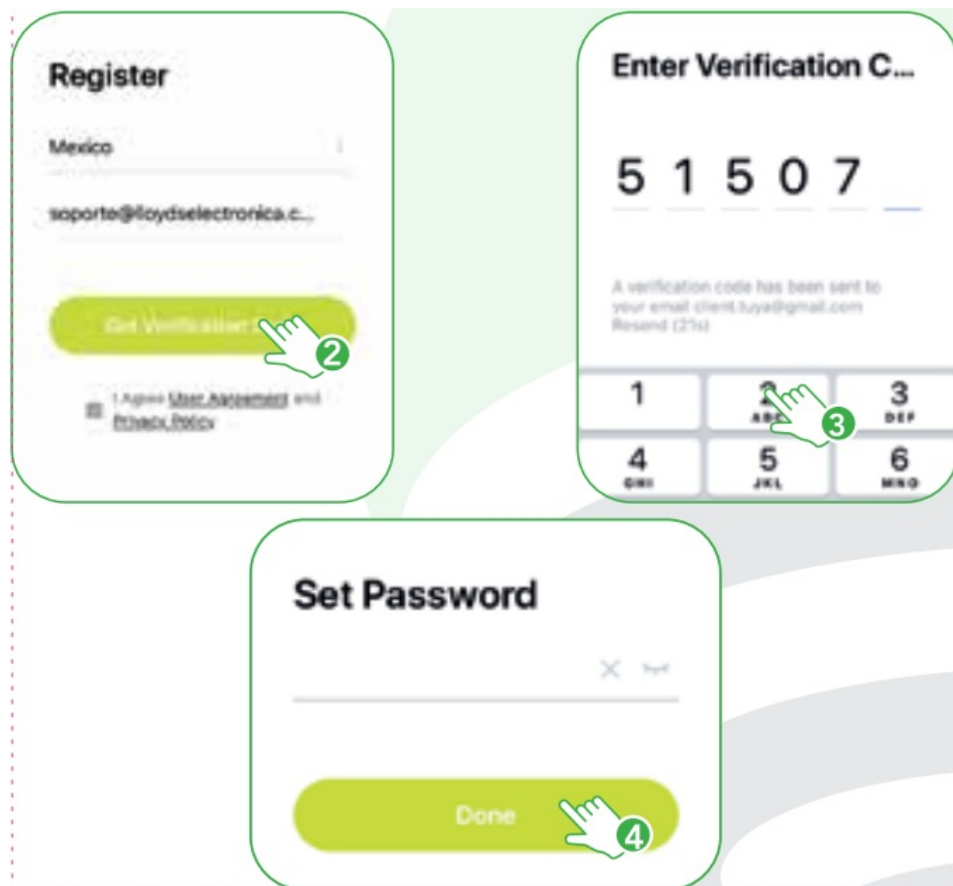 Register
Mexico
soporte@lloydselectronica.c...
Get Verification
2
I Agree User Agreement and
Privacy Policy
Enter Verification C...
5 1 5 0 7
A verification code has been sent to
your email client.tuya@gmail.com
Resend (21s)
1 2 3
ABC DEF
3
4 5 6
GHI JKL MNO
Set Password
Done
4